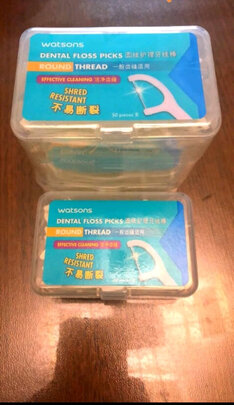 watsons
DENTAL FLOSS PICKS 圆线护理牙线棒
ROUND THREAD 一般齿缝适用
EFFECTIVE CLEANING 洁净齿缝
SHRED
RESISTANT
不易断裂
50 pieces 支
watsons
DENTAL FLOSS PICKS 圆线护理牙线棒
ROUND THREAD 一般齿缝适用
EFFECTIVE CLEANING 洁净齿缝
SHRED
RESISTANT
不易断裂